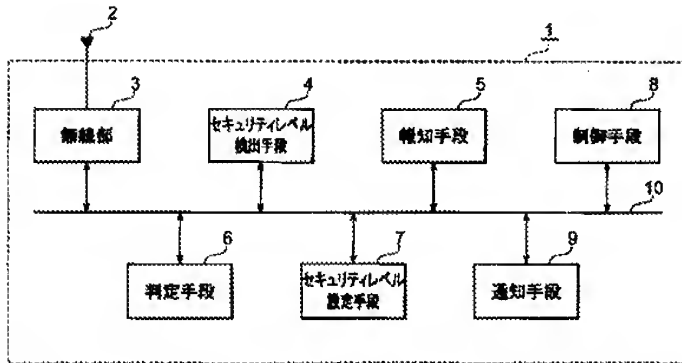 2
1
3
4
5
8
無線部
セキュリティレベル
検出手段
報知手段
制御手段
10
6
7
9
判定手段
セキュリティレベル
設定手段
通知手段